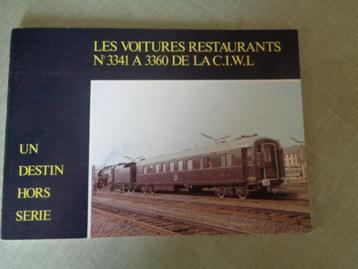 LES VOITURES RESTAURANTS
N° 3341 A 3360 DE LA C.I.W.L
UN
DESTIN
HORS
SERIE